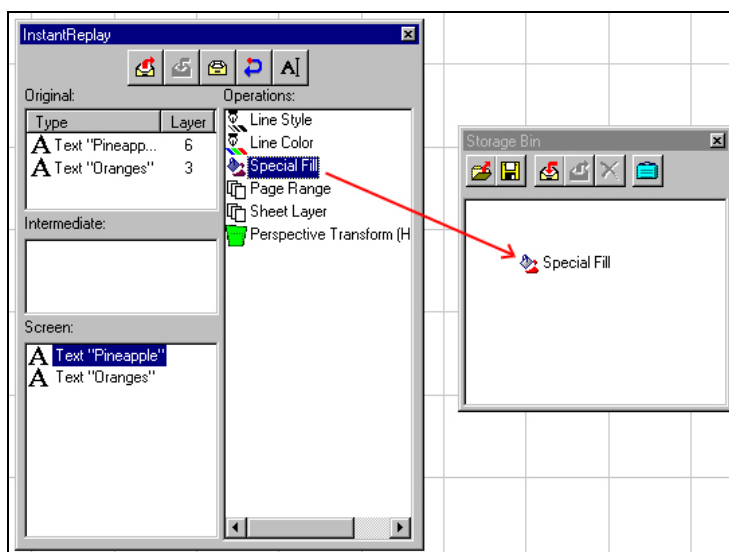 InstantReplay
AI
Original:
Type Layer
A Text "Pineapp... 6
A Text "Oranges" 3
Intermediate:
Screen:
A Text "Pineapple"
A Text "Oranges"
Operations:
Line Style
Line Color
Special Fill
Page Range
Sheet Layer
Perspective Transform (H
Storage Bin
Special Fill